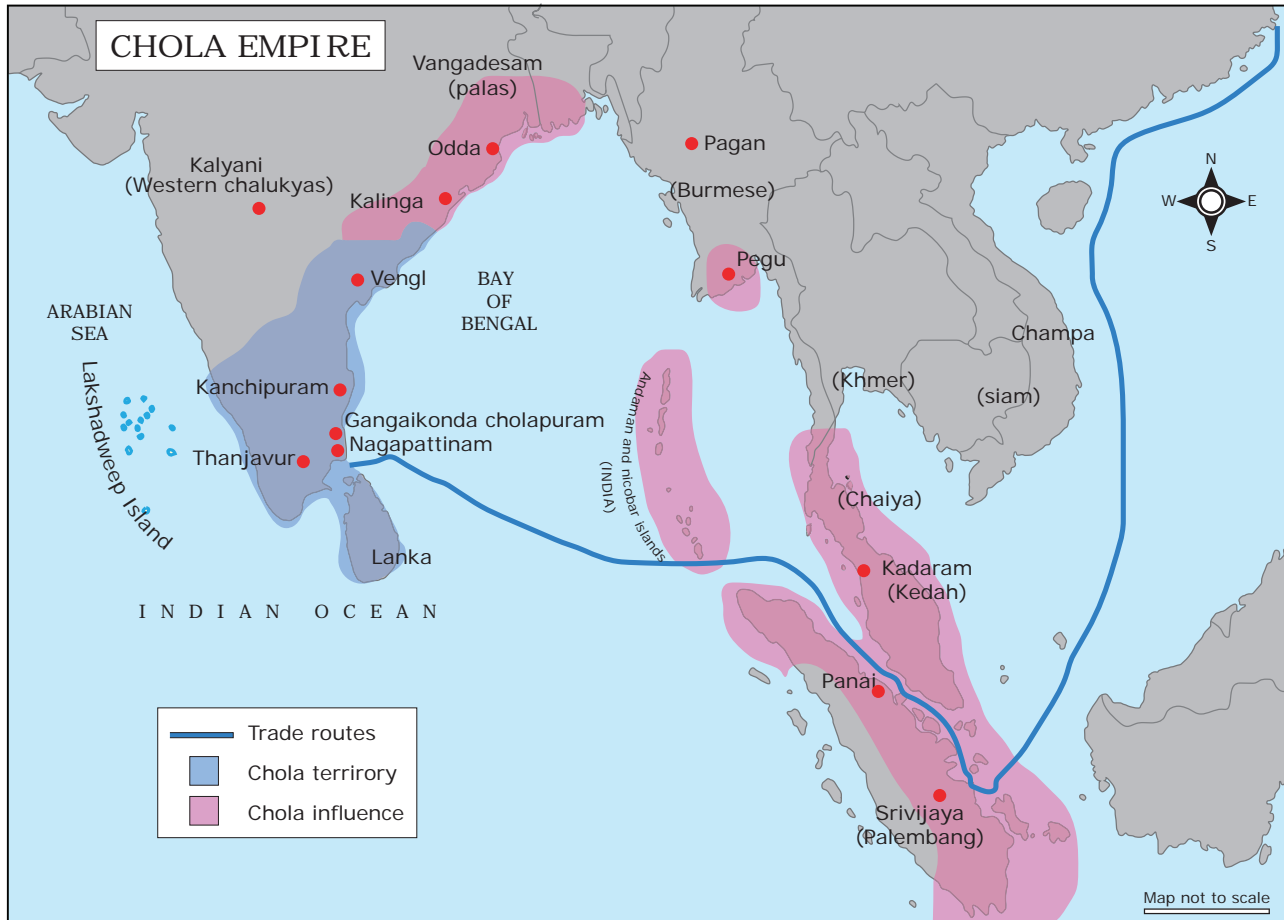 CHOLA EMPIRE
Vangadesam
(palas)
Odda
Pagan
Kalyani
(Western chalukyas)
Kalinga
(Burmese)
N
W
E
S
Pegu
Vengl
BAY
OF
BENGAL
ARABIAN
SEA
Champa
Lakshadweep Island
Kanchipuram
Andaman and nicobar islands
(INDIA)
(Khmer)
(siam)
Gangaikonda cholapuram
Nagapattinam
Thanjavur
(Chaiya)
Lanka
Kadaram
(Kedah)
INDIAN OCEAN
Panai
Trade routes
Chola terrirory
Chola influence
Srivijaya
(Palembang)
Map not to scale